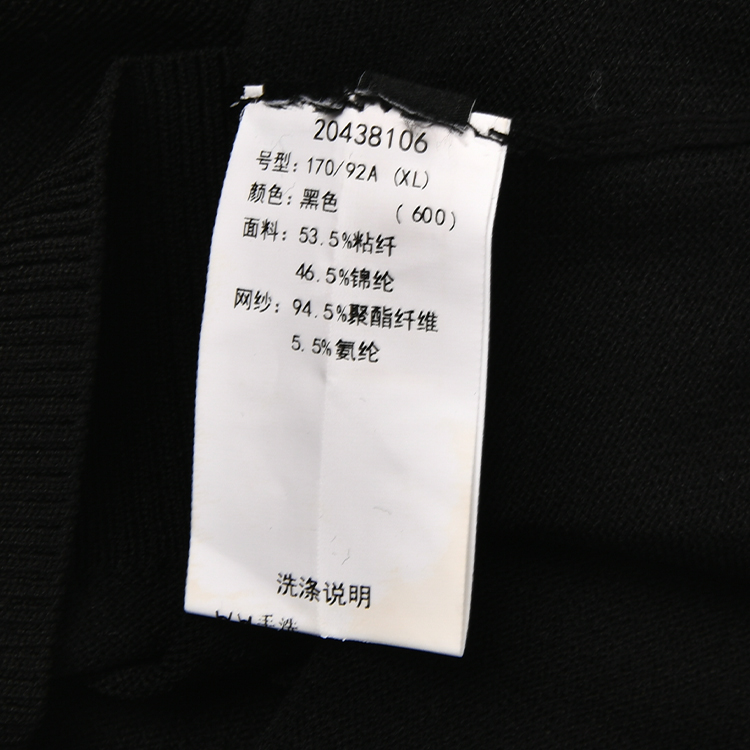 20438106
号型: 170/92A (XL)
颜色: 黑色 (600)
面料: 53.5%粘纤
46.5%锦纶
网纱: 94.5%聚酯纤维
5.5%氨纶
洗涤说明